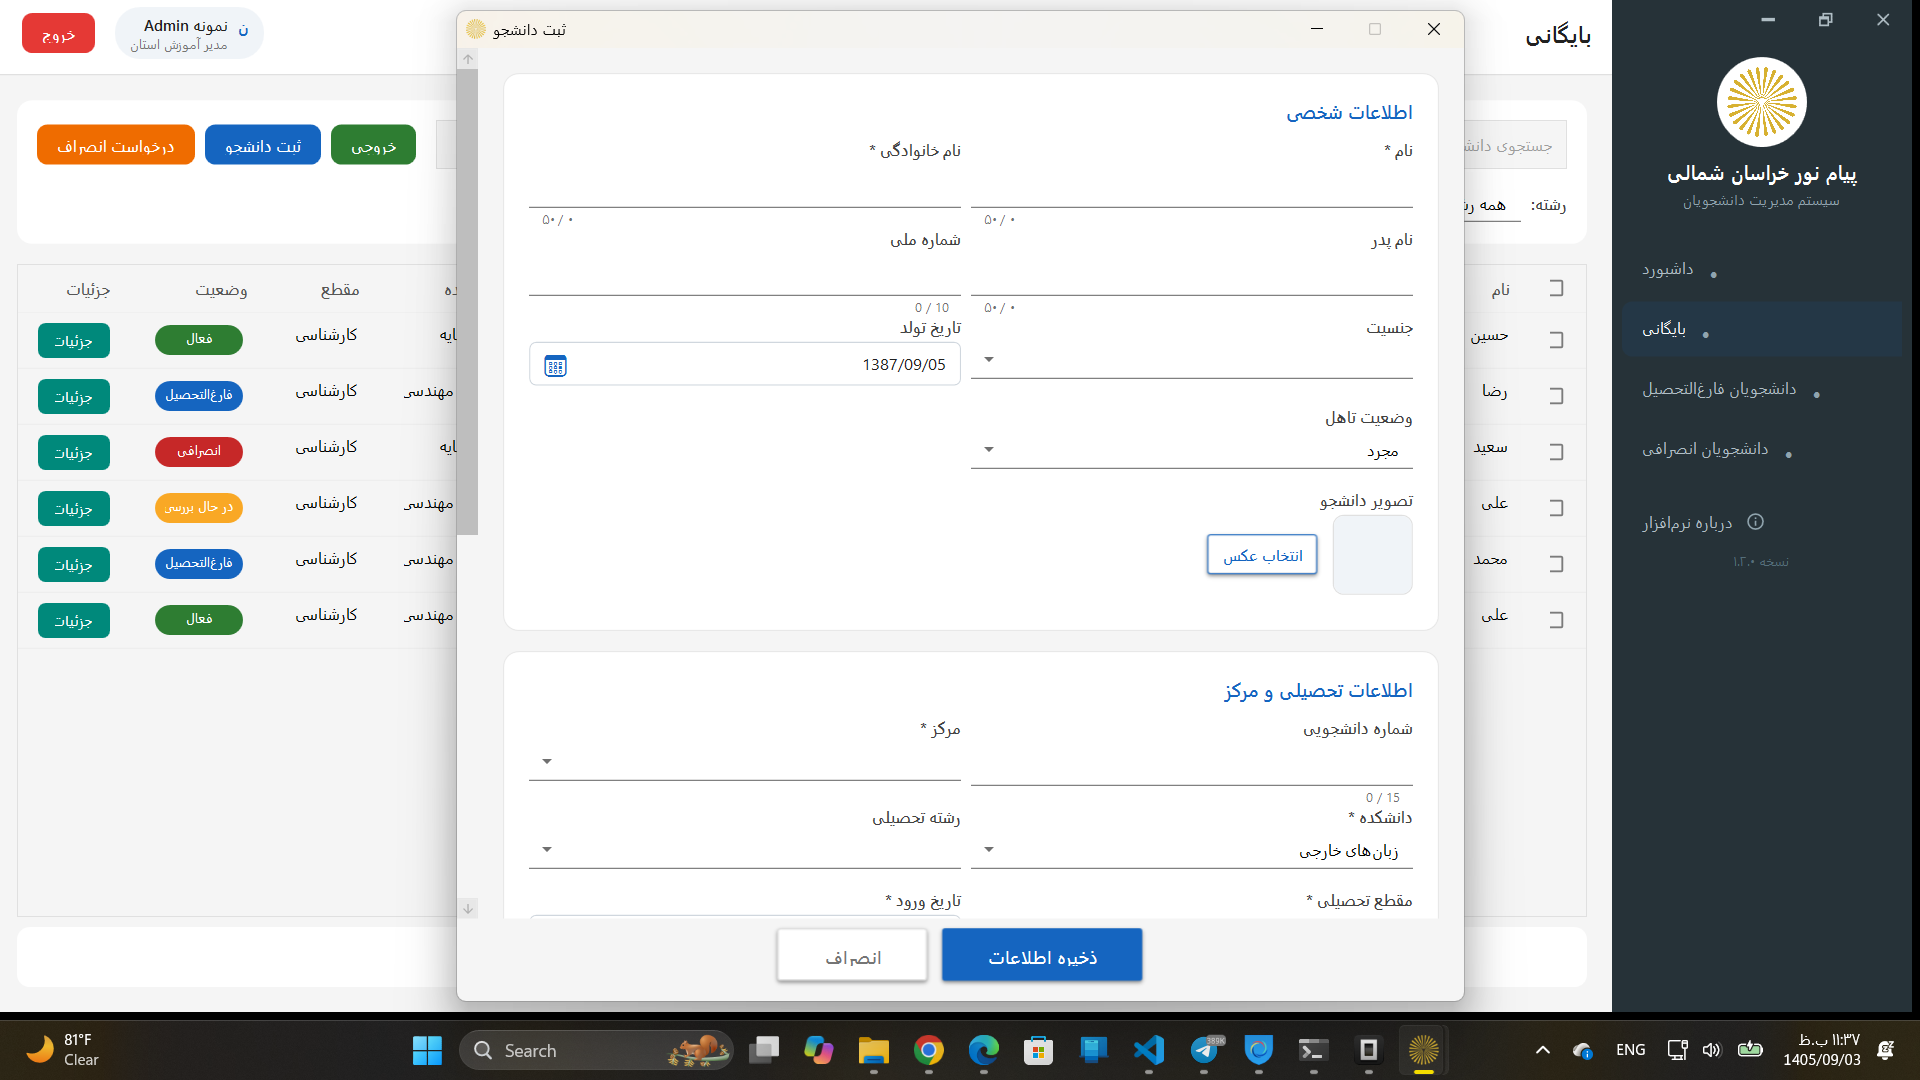 پیام نور خراسان شمالی
سیستم مدیریت دانشجویان
داشبورد
بایگانی
دانشجویان فارغ‌التحصیل
دانشجویان انصرافی
درباره نرم‌افزار
نسخه ۱.۲.۰
بایگانی
نمونه Admin
مدیر آموزش استان
ن
خروج
جستجوی
خروجی
ثبت دانشجو
درخواست انصراف
رشته:
همه
نام
مقطع
وضعیت
جزئیات
حسین
کارشناسی
فعال
جزئیات
رضا
مهندسی
کارشناسی
فارغ‌التحصیل
جزئیات
سعید
کارشناسی
انصرافی
جزئیات
علی
مهندسی
کارشناسی
در حال بررسی
جزئیات
محمد
مهندسی
کارشناسی
فارغ‌التحصیل
جزئیات
علی
مهندسی
کارشناسی
فعال
جزئیات
ثبت دانشجو
اطلاعات شخصی
نام *
نام خانوادگی *
۰ / ۵۰
۰ / ۵۰
نام پدر
شماره ملی
۰ / ۵۰
0 / 10
جنسیت
تاریخ تولد
1387/09/05
وضعیت تاهل
مجرد
تصویر دانشجو
انتخاب عکس
اطلاعات تحصیلی و مرکز
شماره دانشجویی
مرکز *
0 / 15
دانشکده *
رشته تحصیلی
زبان‌های خارجی
مقطع تحصیلی *
تاریخ ورود *
ذخیره اطلاعات
انصراف
81°F
Clear
Search
389K
ENG
۱۱:۳۷ ب.ظ
1405/09/03